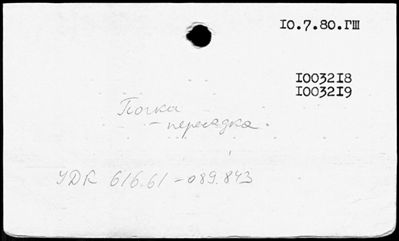 10.7.80.ГШ
1003218
1003219
Почка
- пересадка.
УДК 616.61-089.843